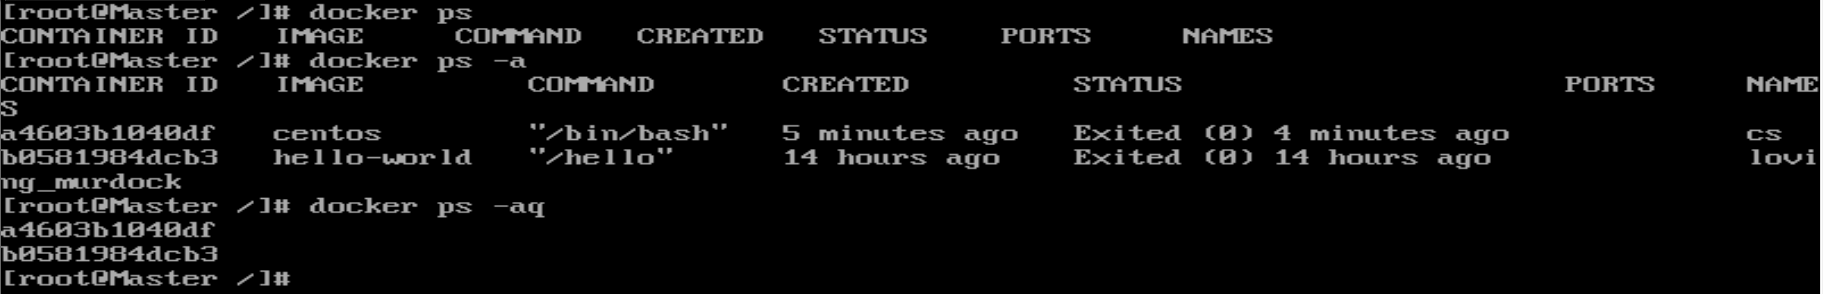 [root@Master /]# docker ps
CONTAINER ID   IMAGE     COMMAND   CREATED   STATUS    PORTS     NAMES
[root@Master /]# docker ps -a
CONTAINER ID   IMAGE         COMMAND       CREATED         STATUS                     PORTS     NAME
S
a4603b1040df   centos        "/bin/bash"   5 minutes ago   Exited (0) 4 minutes ago             cs
b0581984dcb3   hello-world   "/hello"      14 hours ago    Exited (0) 14 hours ago              lovi
ng_murdock
[root@Master /]# docker ps -aq
a4603b1040df
b0581984dcb3
[root@Master /]#